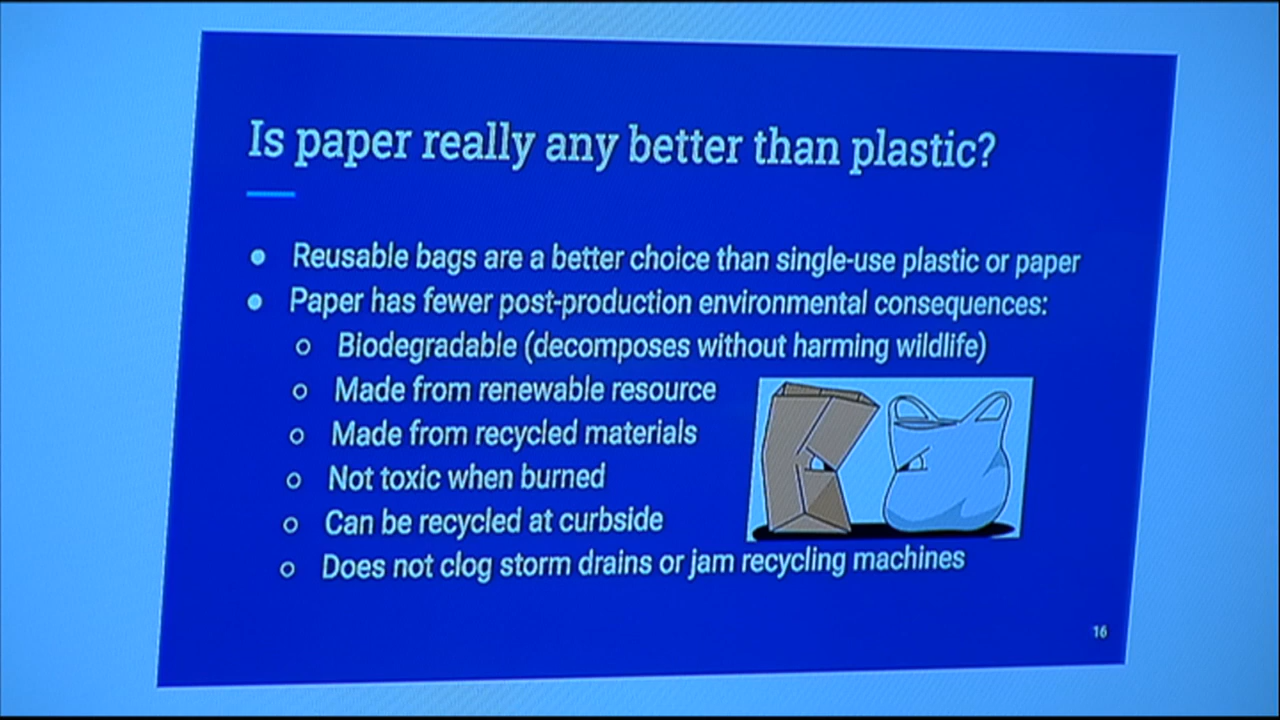 Is paper really any better than plastic?
● Reusable bags are a better choice than single-use plastic or paper
● Paper has fewer post-production environmental consequences:
○ Biodegradable (decomposes without harming wildlife)
○ Made from renewable resource
○ Made from recycled materials
○ Not toxic when burned
○ Can be recycled at curbside
○ Does not clog storm drains or jam recycling machines
16